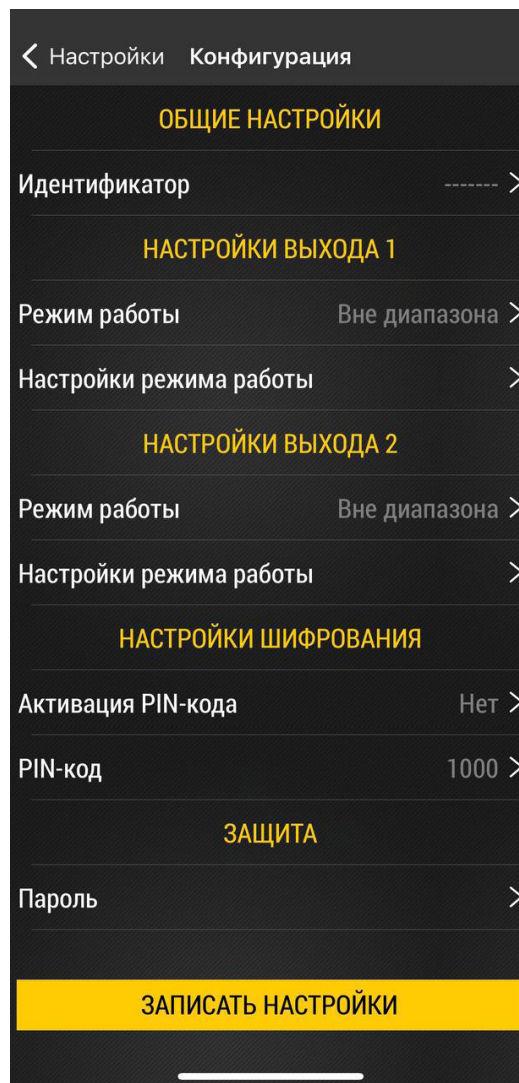 Настройки Конфигурация
ОБЩИЕ НАСТРОЙКИ
Идентификатор -------
НАСТРОЙКИ ВЫХОДА 1
Режим работы Вне диапазона
Настройки режима работы
НАСТРОЙКИ ВЫХОДА 2
Режим работы Вне диапазона
Настройки режима работы
НАСТРОЙКИ ШИФРОВАНИЯ
Активация PIN-кода Нет
PIN-код 1000
ЗАЩИТА
Пароль
ЗАПИСАТЬ НАСТРОЙКИ